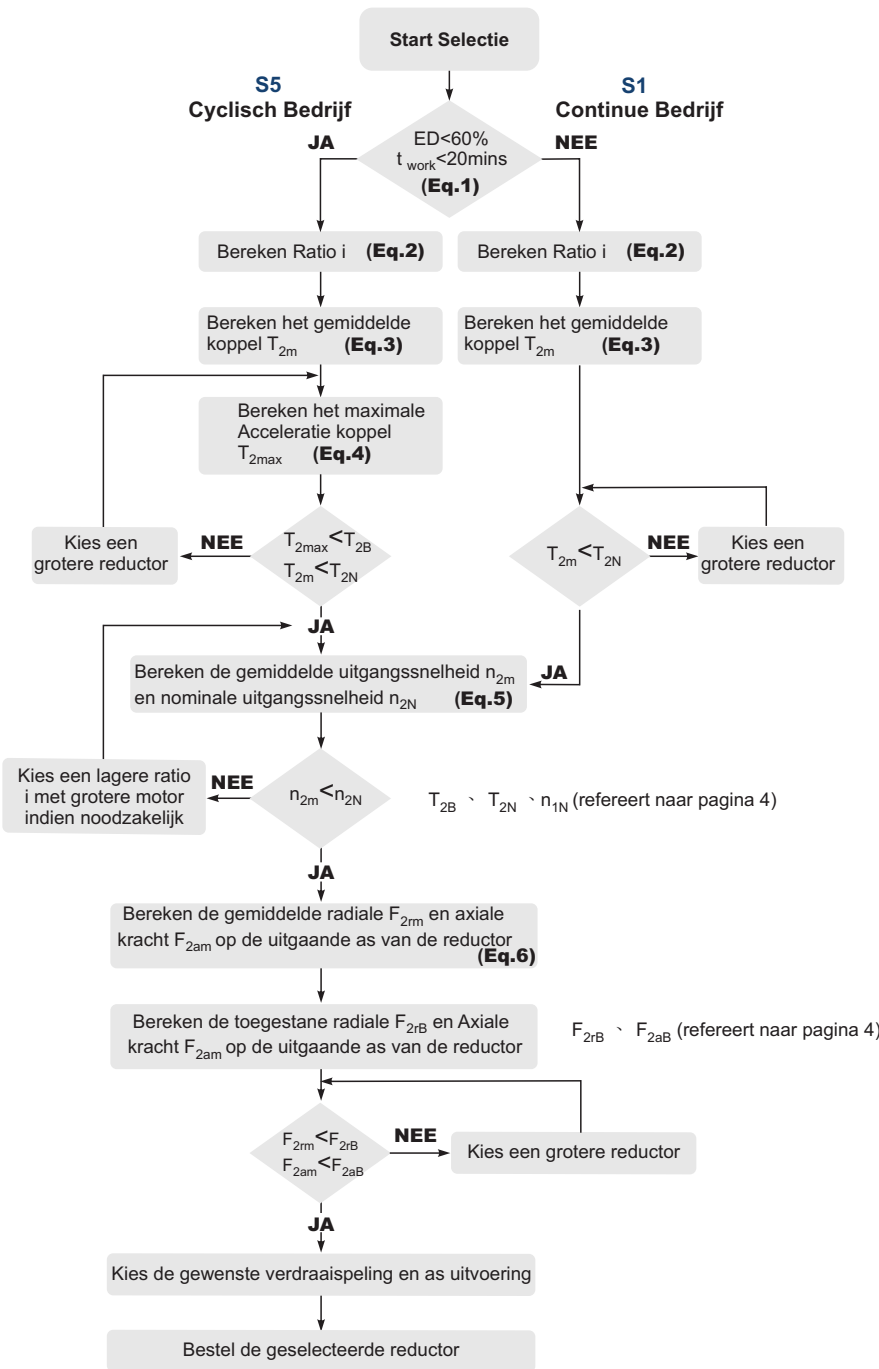 Start Selectie
S5
Cyclisch Bedrijf
S1
Continue Bedrijf
JA
ED<60%
t work<20mins
(Eq.1)
NEE
Bereken Ratio i (Eq.2)
Bereken Ratio i (Eq.2)
Bereken het gemiddelde
koppel T2m (Eq.3)
Bereken het gemiddelde
koppel T2m (Eq.3)
Bereken het maximale
Acceleratie koppel
T2max (Eq.4)
Kies een
grotere reductor
NEE
T2max<T2B
T2m<T2N
T2m<T2N
NEE
Kies een
grotere reductor
JA
Bereken de gemiddelde uitgangssnelheid n2m
en nominale uitgangssnelheid n2N (Eq.5)
JA
Kies een lagere ratio
i met grotere motor
indien noodzakelijk
NEE
n2m<n2N
T2B 、 T2N 、n1N (refereert naar pagina 4)
JA
Bereken de gemiddelde radiale F2rm en axiale
kracht F2am op de uitgaande as van de reductor
(Eq.6)
Bereken de toegestane radiale F2rB en Axiale
kracht F2am op de uitgaande as van de reductor
F2rB 、 F2aB (refereert naar pagina 4)
F2rm<F2rB
F2am<F2aB
NEE
Kies een grotere reductor
JA
Kies de gewenste verdraaispeling en as uitvoering
Bestel de geselecteerde reductor